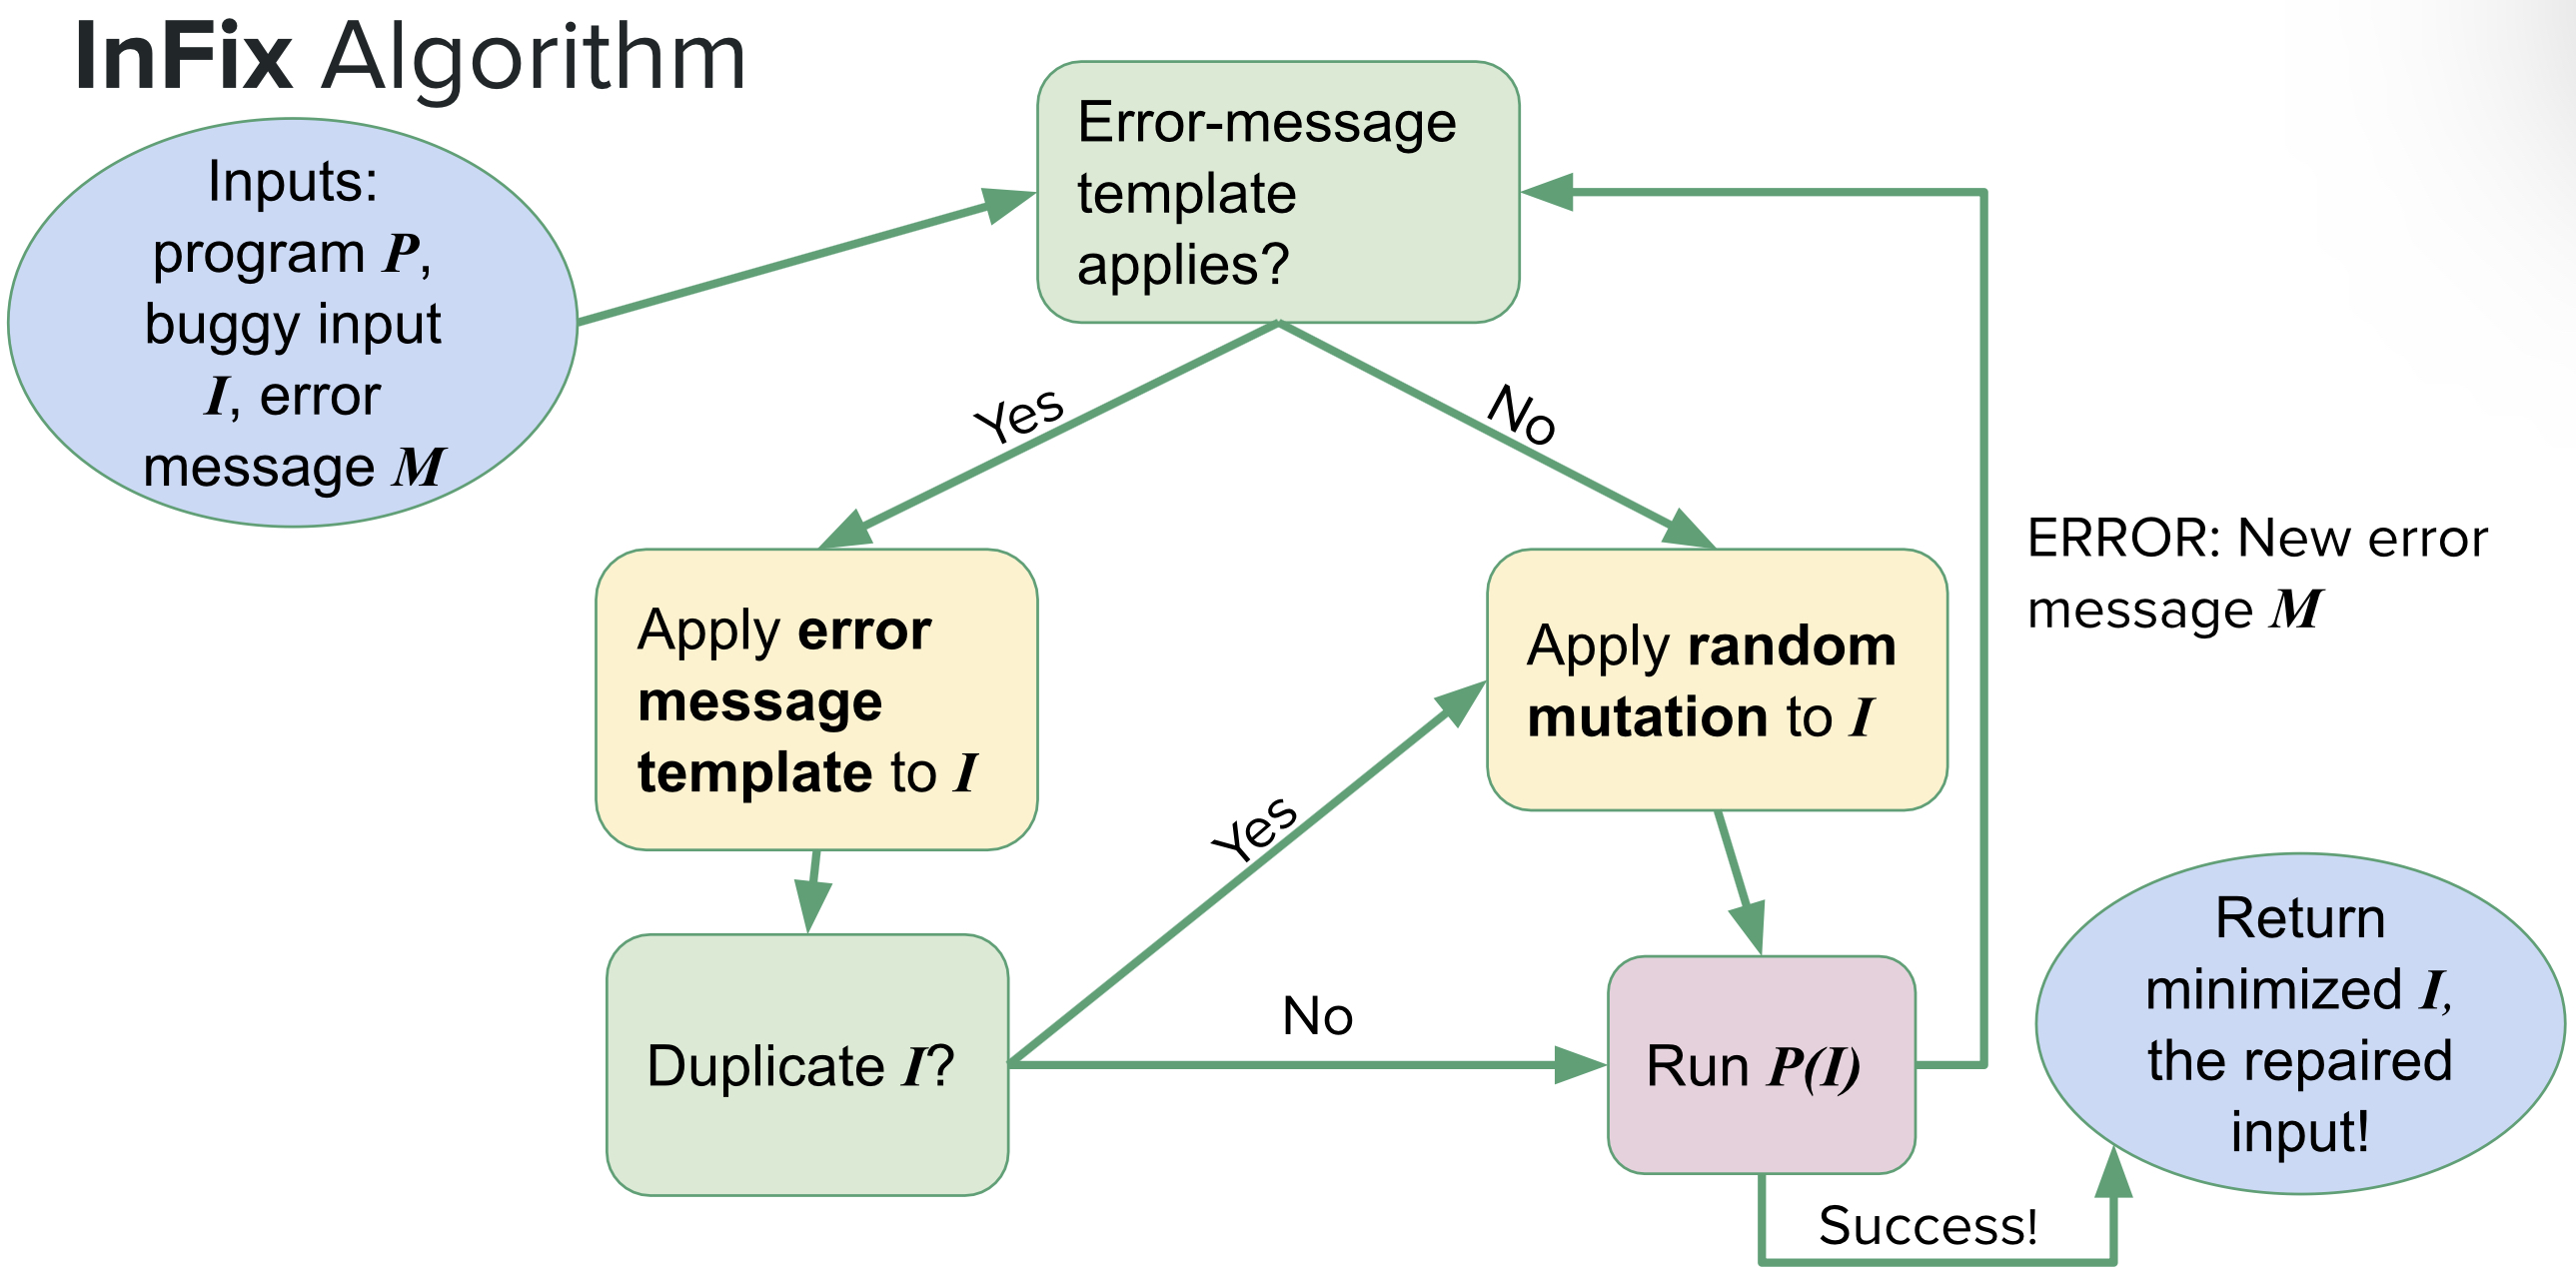 InFix Algorithm
Inputs:
program P,
buggy input
I, error
message M
Error-message
template
applies?
Yes
No
Apply error
message
template to I
Apply random
mutation to I
ERROR: New error
message M
Yes
Duplicate I?
No
Run P(I)
Return
minimized I,
the repaired
input!
Success!